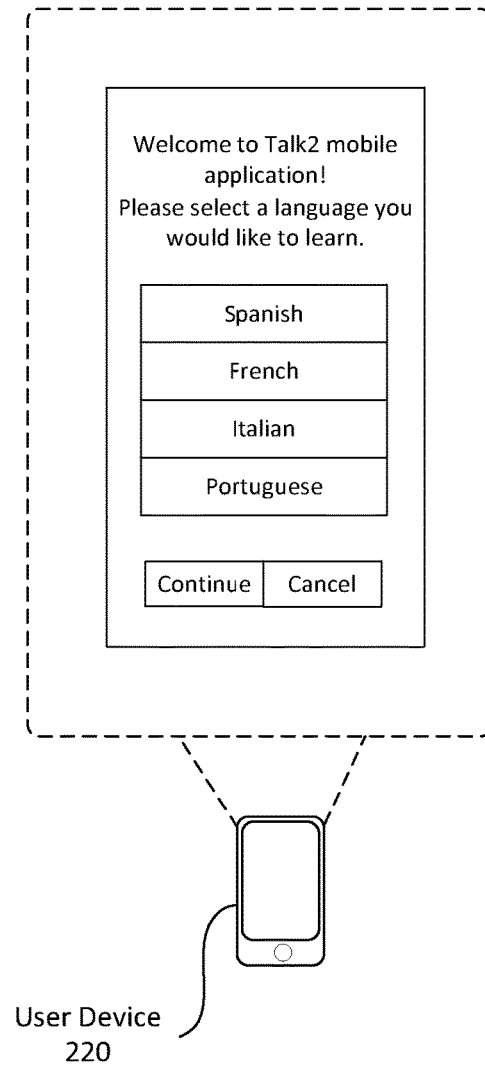 Welcome to Talk2 mobile
application!
Please select a language you
would like to learn.
Spanish
French
Italian
Portuguese
Continue Cancel
User Device
220